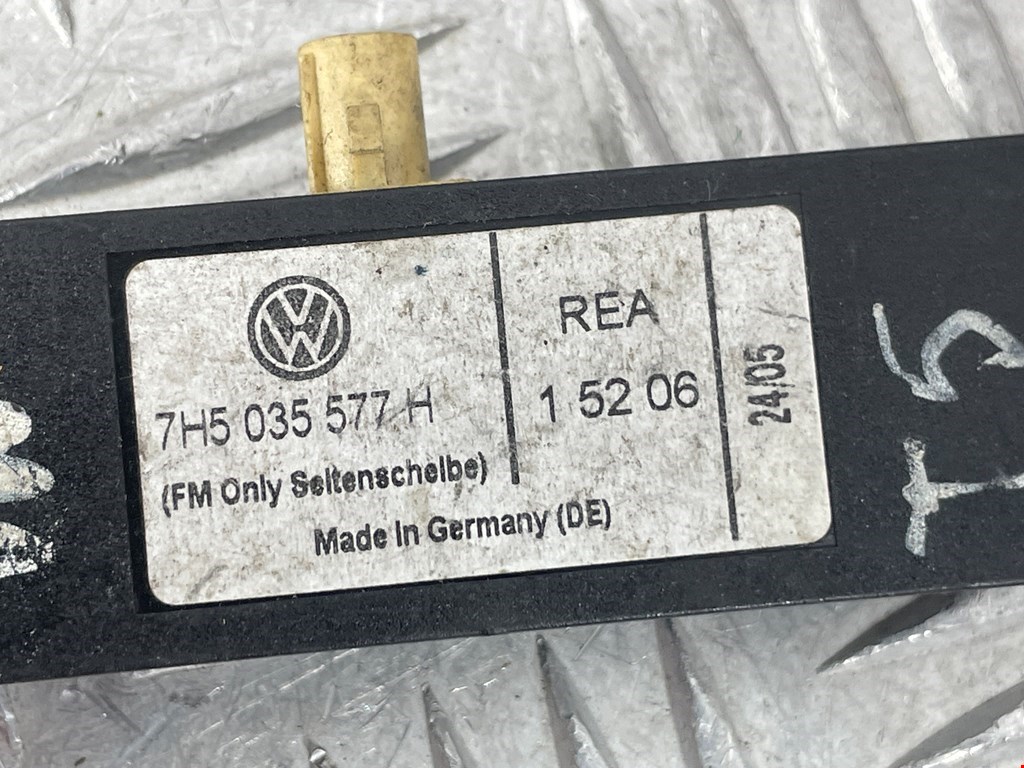 7H5 035 577 H
(FM Only Seitenscheibe)
Made In Germany (DE)
REA
1 52 06
24/05
T5